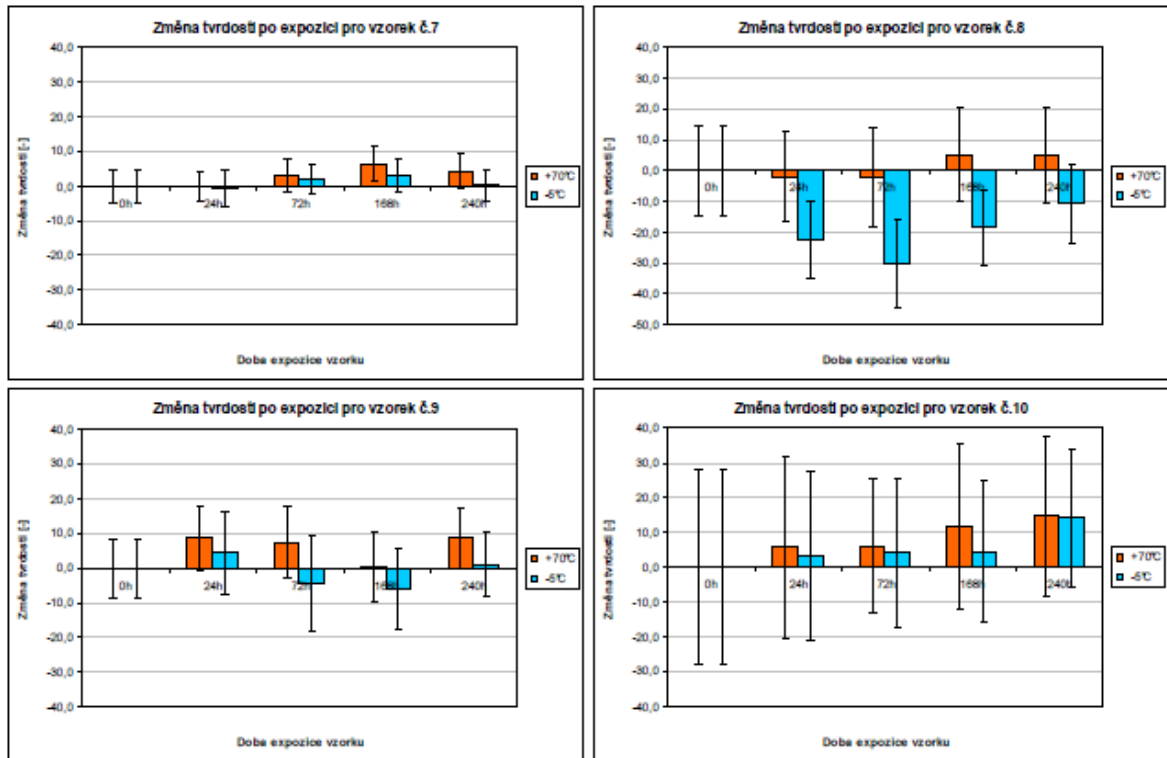 Změna tvrdosti po expozici pro vzorek č.7
40,0
30,0
20,0
10,0
0,0
-10,0
-20,0
-30,0
-40,0
Změna tvrdosti [-]
0h 24h 72h 168h 240h
Doba expozice vzorku
+70°C
-5°C
Změna tvrdosti po expozici pro vzorek č.8
40,0
30,0
20,0
10,0
0,0
-10,0
-20,0
-30,0
-40,0
-50,0
Změna tvrdosti [-]
0h 24h 72h 168h 240h
Doba expozice vzorku
+70°C
-5°C
Změna tvrdosti po expozici pro vzorek č.9
40,0
30,0
20,0
10,0
0,0
-10,0
-20,0
-30,0
-40,0
Změna tvrdosti [-]
0h 24h 72h 168h 240h
Doba expozice vzorku
+70°C
-5°C
Změna tvrdosti po expozici pro vzorek č.10
40,0
30,0
20,0
10,0
0,0
-10,0
-20,0
-30,0
-40,0
Změna tvrdosti [-]
0h 24h 72h 168h 240h
Doba expozice vzorku
+70°C
-5°C